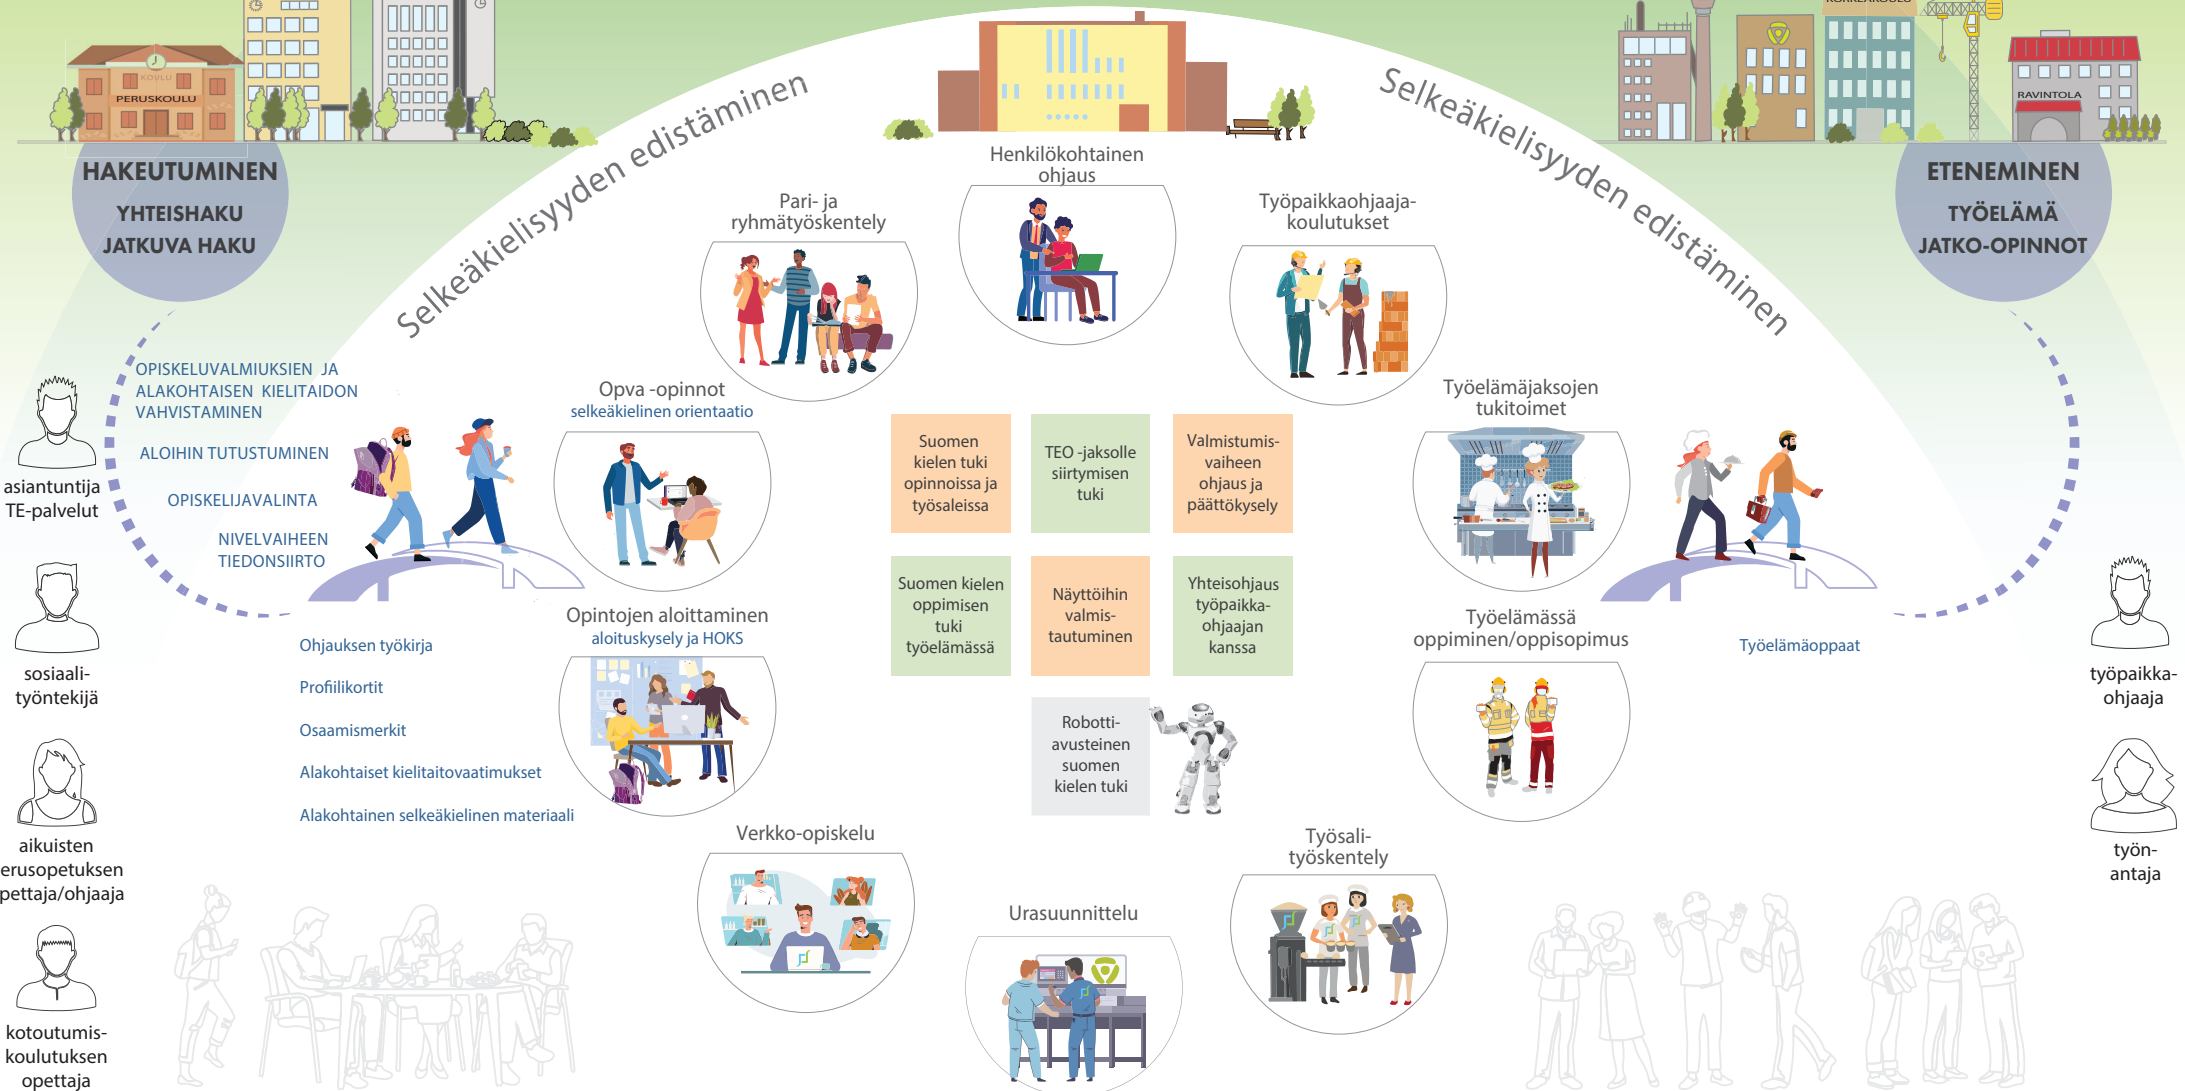 KOULU
PERUSKOULU
HAKEUTUMINEN
YHTEISHAKU
JATKUVA HAKU
Selkeäkielisyyden edistäminen
Selkeäkielisyyden edistäminen
RAVINTOLA
ETENEMINEN
TYÖELÄMÄ
JATKO-OPINNOT
Henkilökohtainen
ohjaus
Pari- ja
ryhmätyöskentely
Työpaikkaohjaaja-
koulutukset
OPISKELUVALMIUKSIEN JA
ALAKOHTAISEN KIELITAIDON
VAHVISTAMINEN
ALOIHIN TUTUSTUMINEN
OPISKELIJAVALINTA
NIVELVAIHEEN
TIEDONSIIRTO
asiantuntija
TE-palvelut
sosiaali-
työntekijä
aikuisten
erusopetuksen
pettaja/ohjaaja
kotoutumis-
koulutuksen
opettaja
Opva -opinnot
selkeäkielinen orientaatio
Opintojen aloittaminen
aloituskysely ja HOKS
Ohjauksen työkirja
Profiilikortit
Osaamismerkit
Alakohtaiset kielitaitovaatimukset
Alakohtainen selkeäkielinen materiaali
Suomen
kielen tuki
opinnoissa ja
työsaleissa
TEO -jaksolle
siirtymisen
tuki
Valmistumis-
vaiheen
ohjaus ja
päättökysely
Suomen kielen
oppimisen
tuki
työelämässä
Näyttöihin
valmis-
tautuminen
Yhteisohjaus
työpaikka-
ohjaajan
kanssa
Robotti-
avusteinen
suomen
kielen tuki
Työelämäjaksojen
tukitoimet
Työelämässä
oppiminen/oppisopimus
Työelämäoppaat
työpaikka-
ohjaaja
työn-
antaja
Verkko-opiskelu
Urasuunnittelu
Työsali-
työskentely